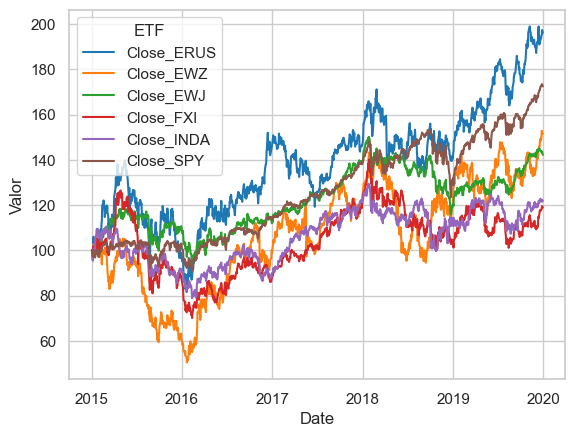 ETF
Close_ERUS
Close_EWZ
Close_EWJ
Close_FXI
Close_INDA
Close_SPY
Valor
200
180
160
140
120
100
80
60
2015 2016 2017 2018 2019 2020
Date